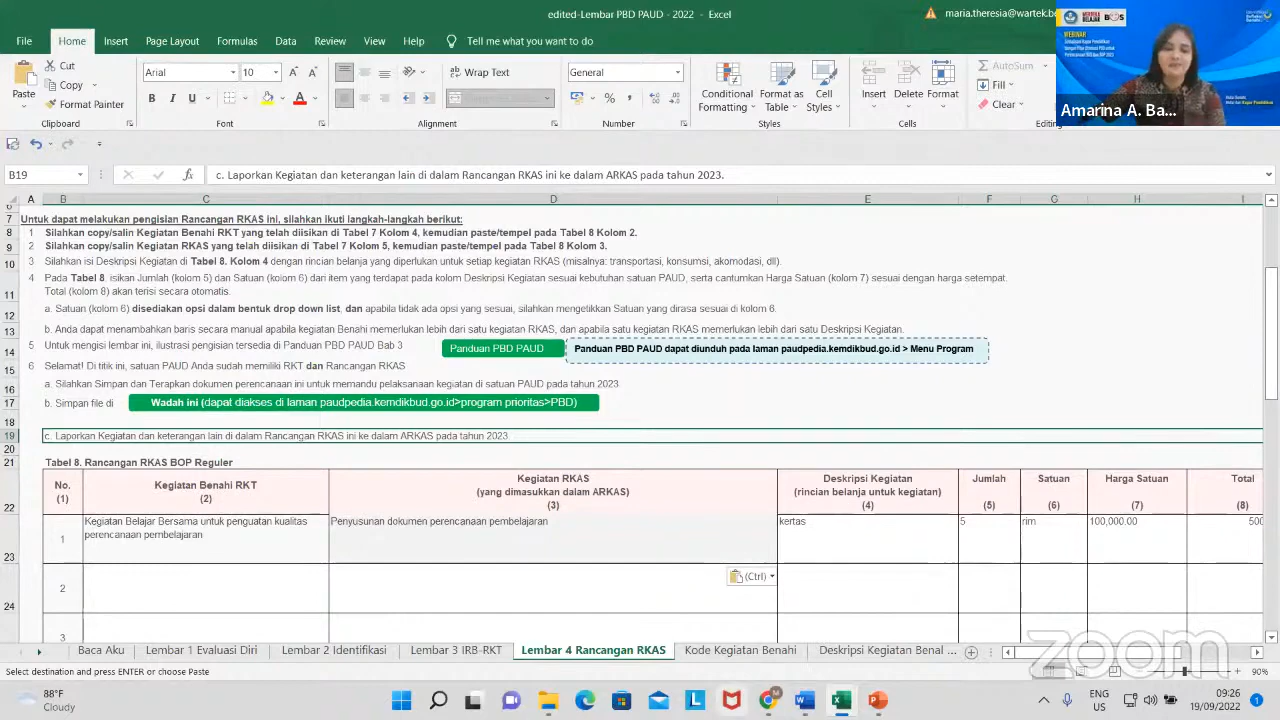 edited-Lembar PBD PAUD - 2022 - Excel
maria.theresia@wartek.be
File Home Insert Page Layout Formulas Data Review Help Tell me what you want to do
Paste
Cut
Copy
Format Painter
Clipboard
Arial 10
B I U
Font
Wrap Text
Alignment
General
Number
Conditional Formatting
Format as Table
Cell Styles
Styles
Insert Delete Format
Cells
AutoSum
Fill
Clear
Editing
WEBINAR
Amarina A. Ba...
B19
c. Laporkan Kegiatan dan keterangan lain di dalam Rancangan RKAS ini ke dalam ARKAS pada tahun 2023.
A B C D E F G H I
7 Untuk dapat melakukan pengisian Rancangan RKAS ini, silahkan ikuti langkah-langkah berikut:
8 1 Silahkan copy/salin Kegiatan Benahi RKT yang telah diisikan di Tabel 7 Kolom 4, kemudian paste/tempel pada Tabel 8 Kolom 2.
9 2 Silahkan copy/salin Kegiatan RKAS yang telah diisikan di Tabel 7 Kolom 5, kemudian paste/tempel pada Tabel 8 Kolom 3.
10 3 Silahkan isi Deskripsi Kegiatan di Tabel 8. Kolom 4 dengan rincian belanja yang diperlukan untuk setiap kegiatan RKAS (misalnya: transportasi, konsumsi, akomodasi, dll).
4 Pada Tabel 8, isikan Jumlah (kolom 5) dan Satuan (kolom 6) dari item yang terdapat pada kolom Deskripsi Kegiatan sesuai kebutuhan satuan PAUD, serta cantumkan Harga Satuan (kolom 7) sesuai dengan harga setempat.
11 Total (kolom 8) akan terisi secara otomatis.
12 a. Satuan (kolom 6) disediakan opsi dalam bentuk drop down list, dan apabila tidak ada opsi yang sesuai, silahkan mengetikkan Satuan yang dirasa sesuai di kolom 6.
13 b. Anda dapat menambahkan baris secara manual apabila kegiatan Benahi memerlukan lebih dari satu kegiatan RKAS, dan apabila satu kegiatan RKAS memerlukan lebih dari satu Deskripsi Kegiatan.
14 5 Untuk mengisi lembar ini, ilustrasi pengisian tersedia di Panduan PBD PAUD Bab 3 Panduan PBD PAUD Panduan PBD PAUD dapat diunduh pada laman paudpedia.kemdikbud.go.id > Menu Program
15 6 Selamat! Di titik ini, satuan PAUD Anda sudah memiliki RKT dan Rancangan RKAS
16 a. Silahkan Simpan dan Terapkan dokumen perencanaan ini untuk memandu pelaksanaan kegiatan di satuan PAUD pada tahun 2023
17 b. Simpan file di Wadah ini (dapat diakses di laman paudpedia.kemdikbud.go.id>program prioritas>PBD)
18
19 c. Laporkan Kegiatan dan keterangan lain di dalam Rancangan RKAS ini ke dalam ARKAS pada tahun 2023.
20
21 Tabel 8. Rancangan RKAS BOP Reguler
22 No. (1) Kegiatan Benahi RKT (2) Kegiatan RKAS (yang dimasukkan dalam ARKAS) (3) Deskripsi Kegiatan (rincian belanja untuk kegiatan) (4) Jumlah (5) Satuan (6) Harga Satuan (7) Total (8)
23 1 Kegiatan Belajar Bersama untuk penguatan kualitas perencanaan pembelajaran Penyusunan dokumen perencanaan pembelajaran kertas 5 rim 100,000.00 500
(Ctrl)
24 2
3
Baca Aku Lembar 1 Evaluasi Diri Lembar 2 Identifikasi Lembar 3 IRB-RKT Lembar 4 Rancangan RKAS Kode Kegiatan Benahi Deskripsi Kegiatan Benal ...
Select destination and press ENTER or choose Paste
90%
zoom
88°F
Cloudy
ENG
US
09:26
19/09/2022